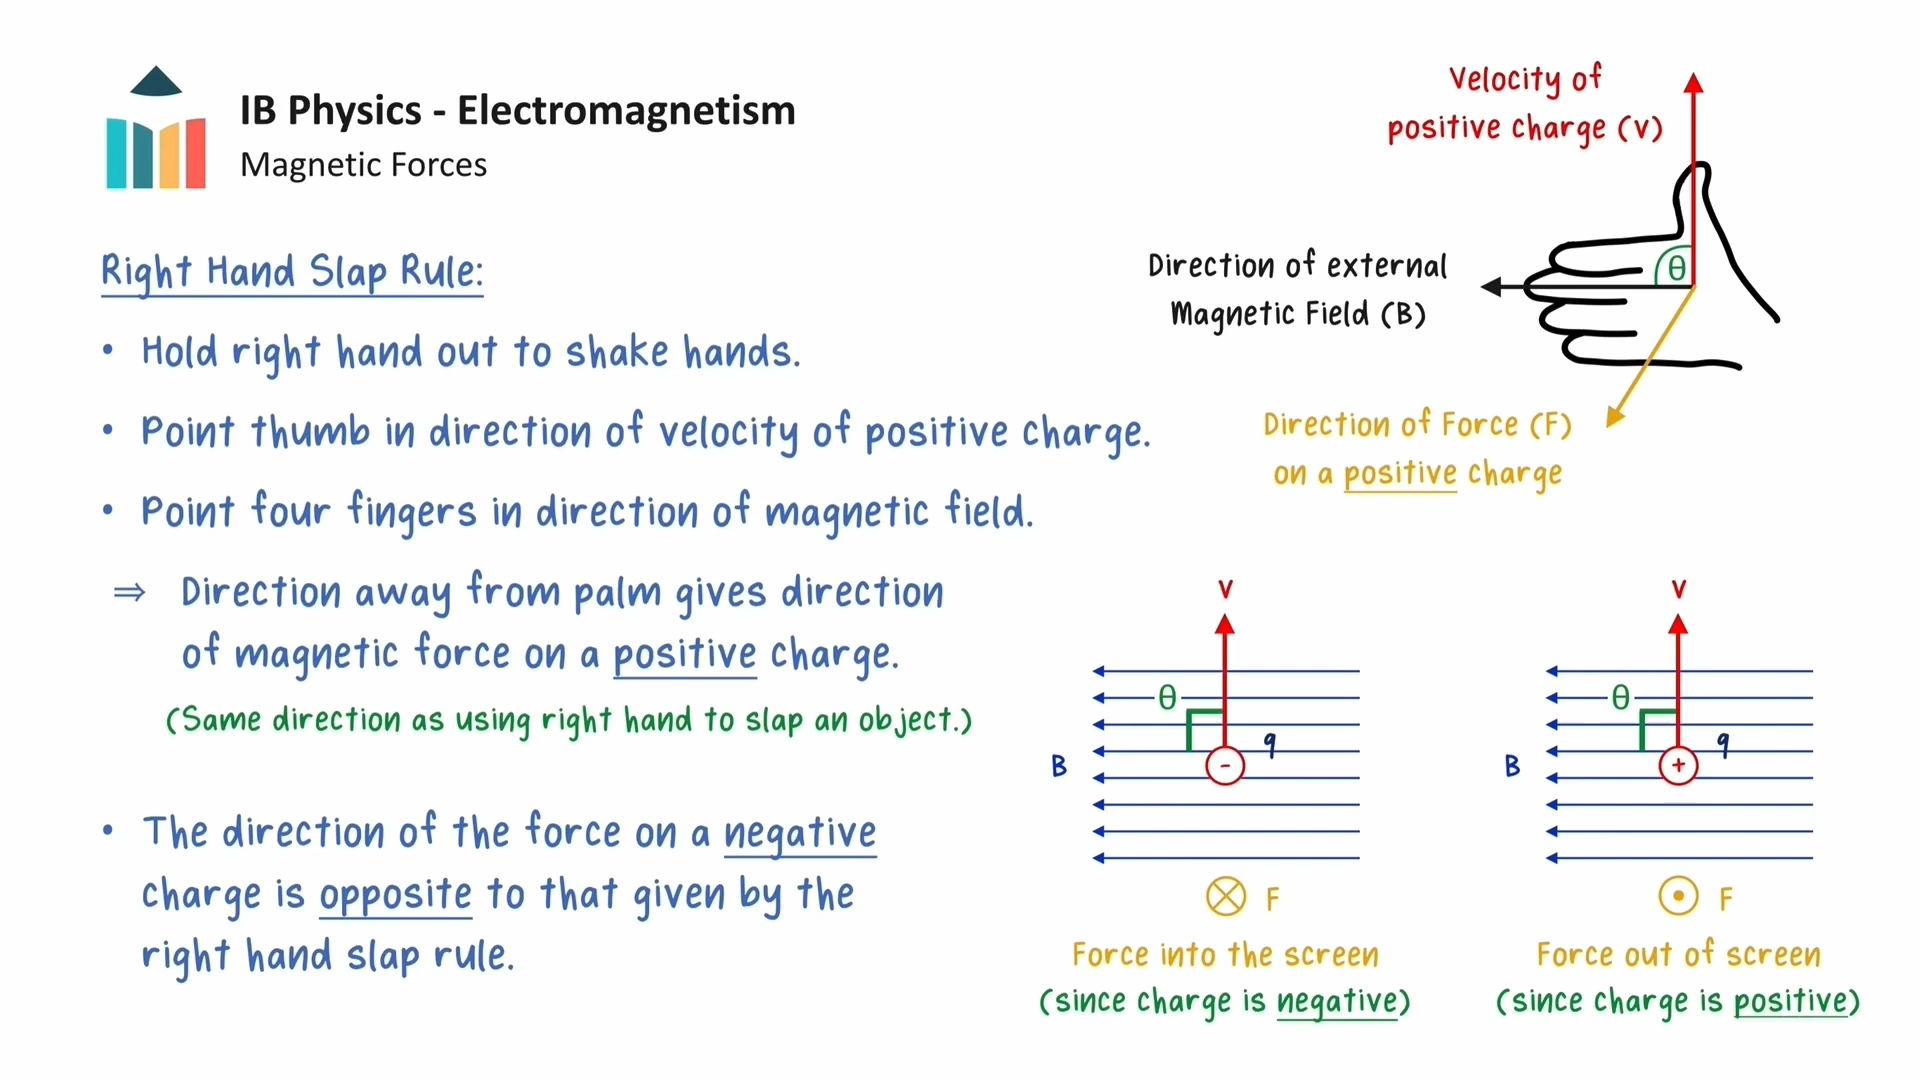 IB Physics - Electromagnetism
Magnetic Forces
Right Hand Slap Rule:
• Hold right hand out to shake hands.
• Point thumb in direction of velocity of positive charge.
• Point four fingers in direction of magnetic field.
⇒ Direction away from palm gives direction
of magnetic force on a positive charge.
(Same direction as using right hand to slap an object.)
• The direction of the force on a negative
charge is opposite to that given by the
right hand slap rule.
Velocity of
positive charge (v)
θ
Direction of external
Magnetic Field (B)
Direction of Force (F)
on a positive charge
v
θ
q
B
-
F
Force into the screen
(since charge is negative)
v
θ
q
B
+
F
Force out of screen
(since charge is positive)